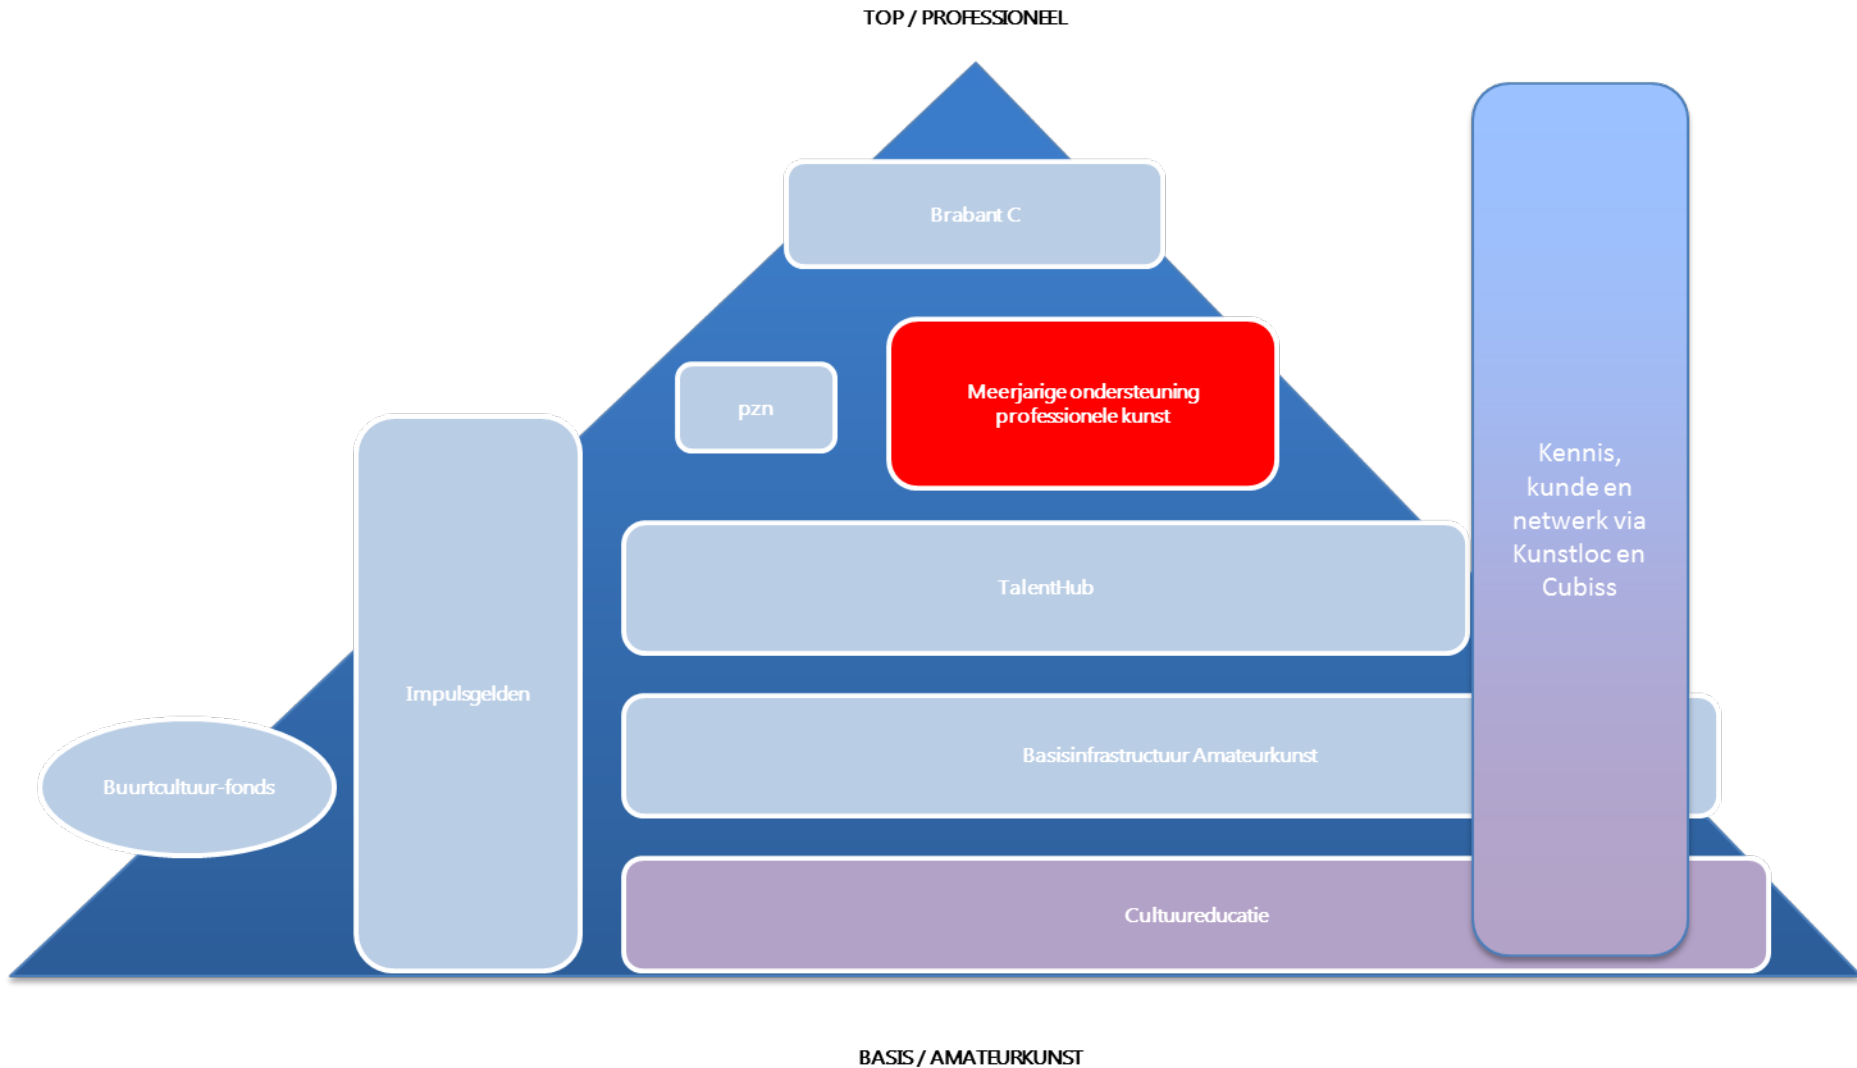 TOP / PROFESSIONEEL
Brabant C
Meerjarige ondersteuning
professionele kunst
pzn
Kennis,
kunde en
netwerk via
Kunstloc en
Cubiss
TalentHub
Impulsgelden
Basisinfrastructuur Amateurkunst
Buurtcultuur-fonds
Cultuureducatie
BASIS / AMATEURKUNST